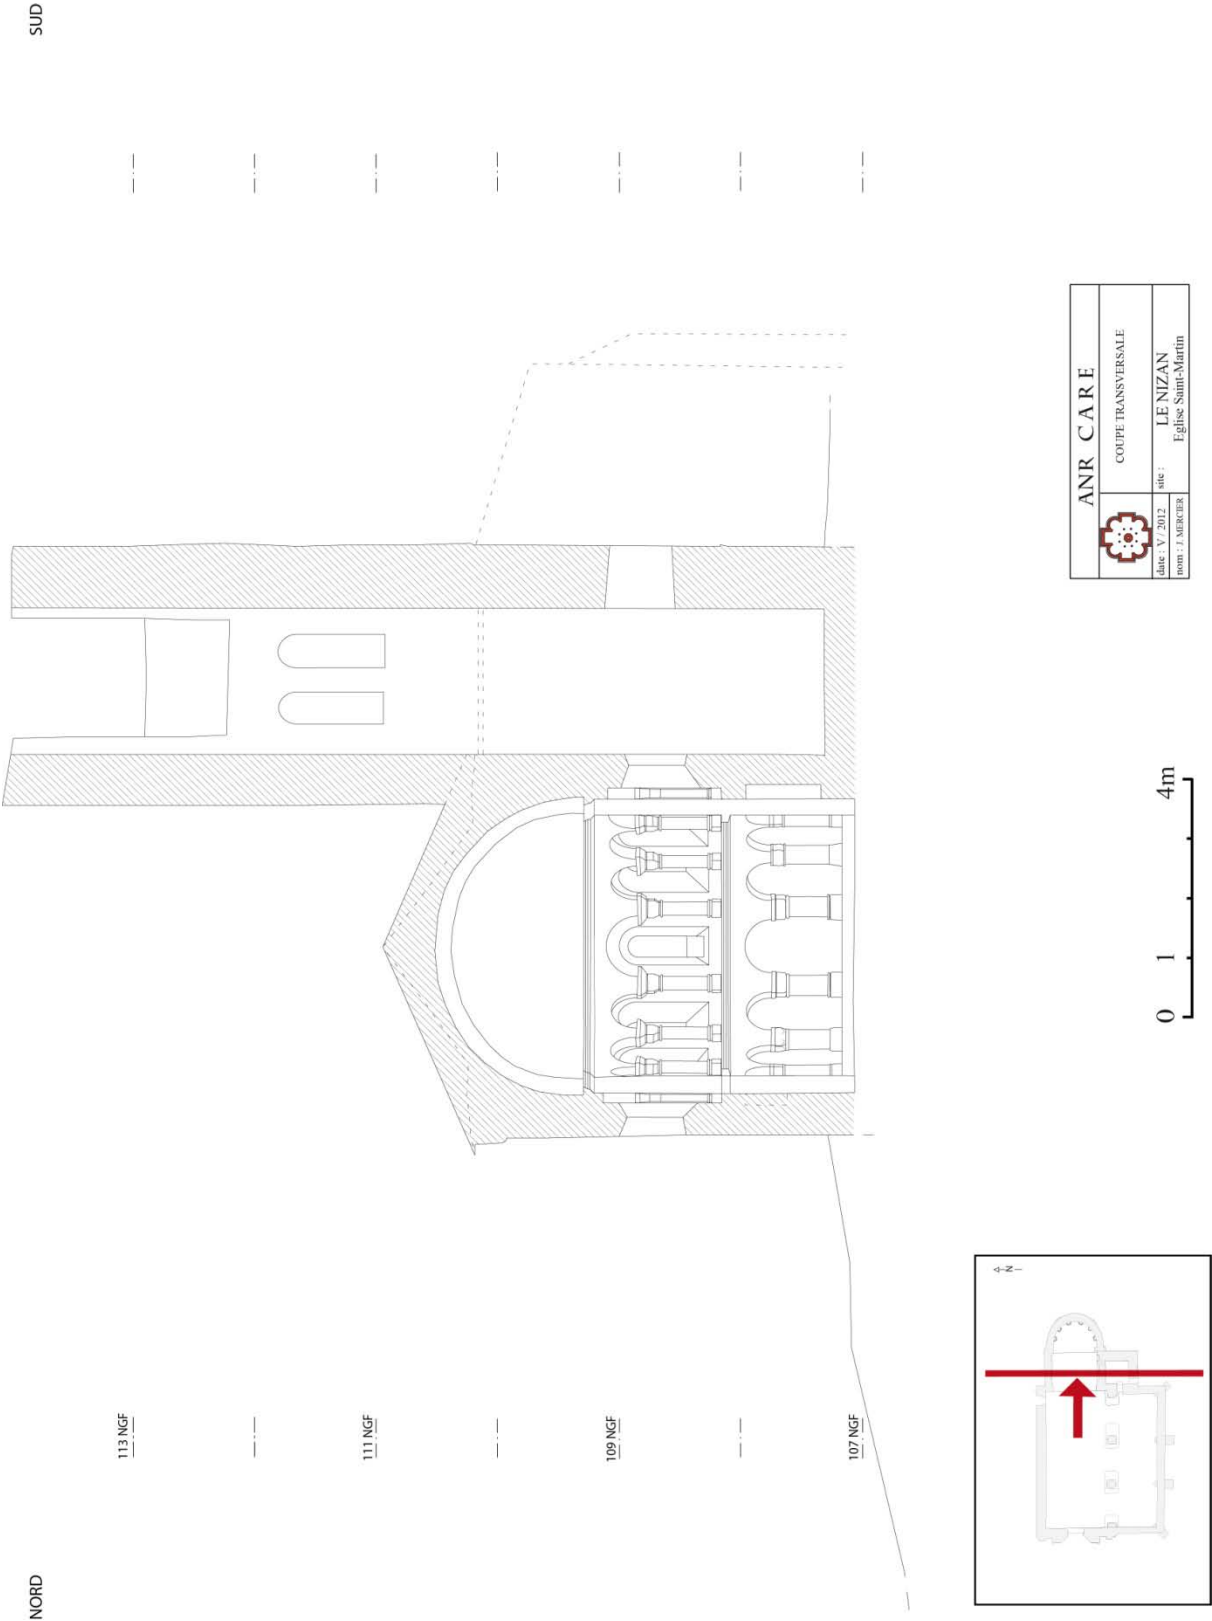 NORD
SUD
113 NGF
111 NGF
109 NGF
107 NGF
N
0 1 4m
ANR CARE
COUPE TRANSVERSALE
date : V / 2012
nom : J. MERCIER
site :
LE NIZAN
Eglise Saint-Martin